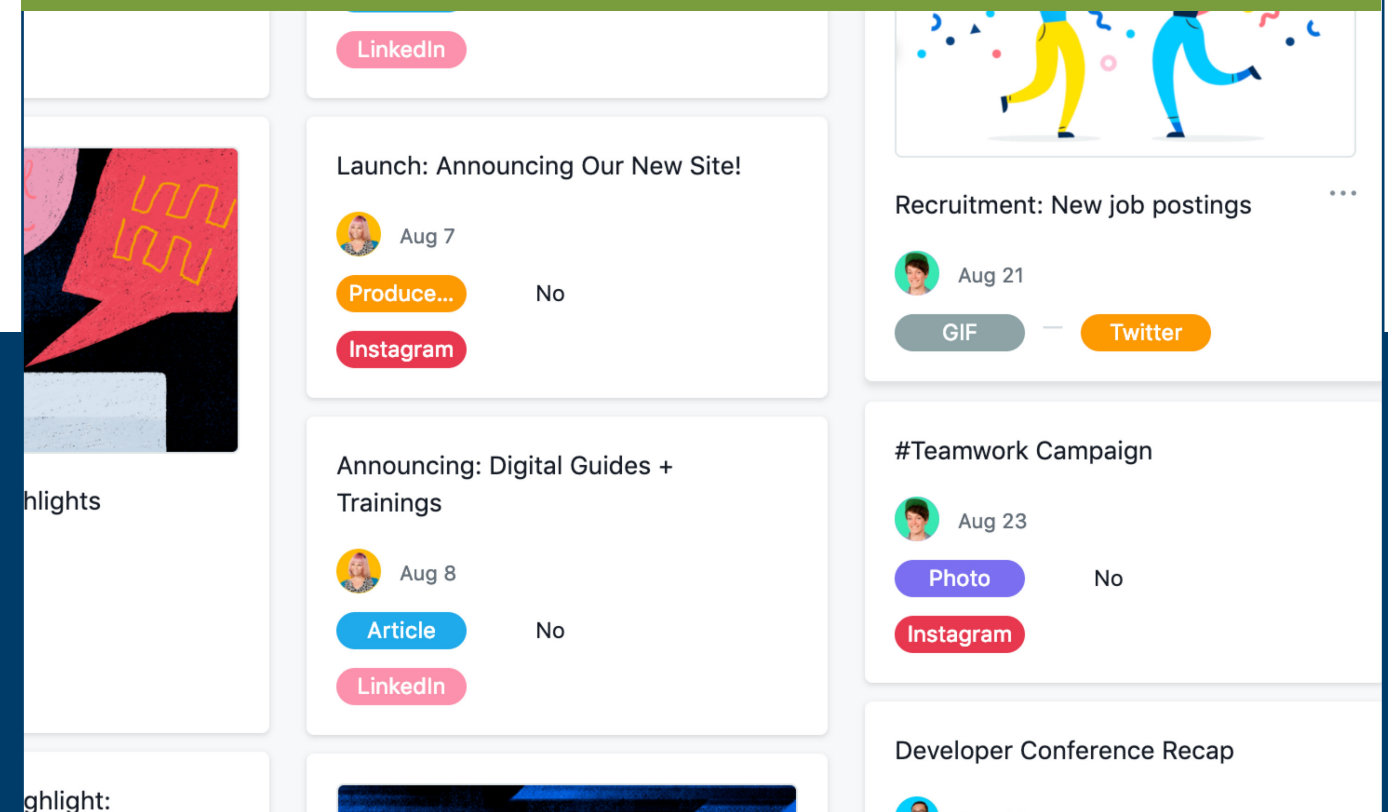 LinkedIn
Launch: Announcing Our New Site!
Aug 7
Produce... No
Instagram
Announcing: Digital Guides +
Trainings
Aug 8
Article No
LinkedIn
Recruitment: New job postings
Aug 21
GIF — Twitter
#Teamwork Campaign
Aug 23
Photo No
Instagram
Developer Conference Recap